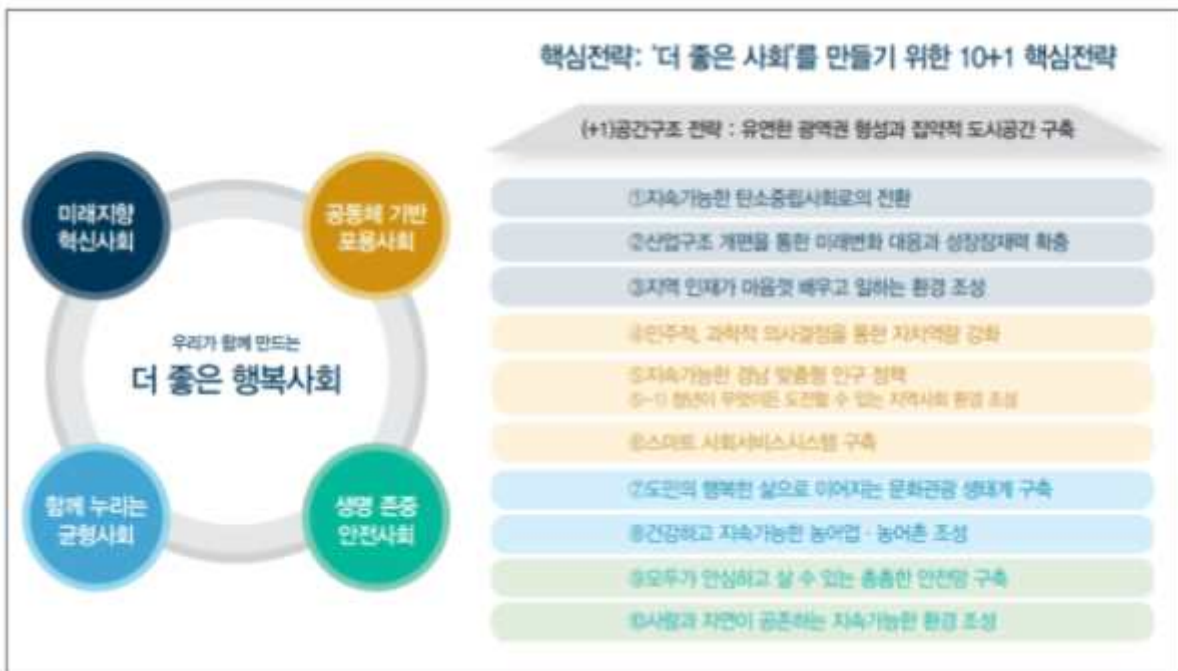 핵심전략: '더 좋은 사회'를 만들기 위한 10+1 핵심전략
(+1)공간구조 전략 : 유연한 광역권 형성과 집약적 도시공간 구축
미래지향
혁신사회
공동체 기반
포용사회
우리가 함께 만드는
더 좋은 행복사회
함께 누리는
균형사회
생명 존중
안전사회
①지속가능한 탄소중립사회로의 전환
②산업구조 개편을 통한 미래변화 대응과 성장잠재력 확충
③지역 인재가 마음껏 배우고 일하는 환경 조성
④민주적, 과학적 의사결정을 통한 자치역량 강화
⑤지속가능한 경남 맞춤형 인구 정책
⑤-1) 청년이 무엇이든 도전할 수 있는 지역사회 환경 조성
⑥스마트 사회서비스시스템 구축
⑦도민의 행복한 삶으로 이어지는 문화관광 생태계 구축
⑧건강하고 지속가능한 농어업 · 농어촌 조성
⑨모두가 안심하고 살 수 있는 촘촘한 안전망 구축
⑩사람과 자연이 공존하는 지속가능한 환경 조성